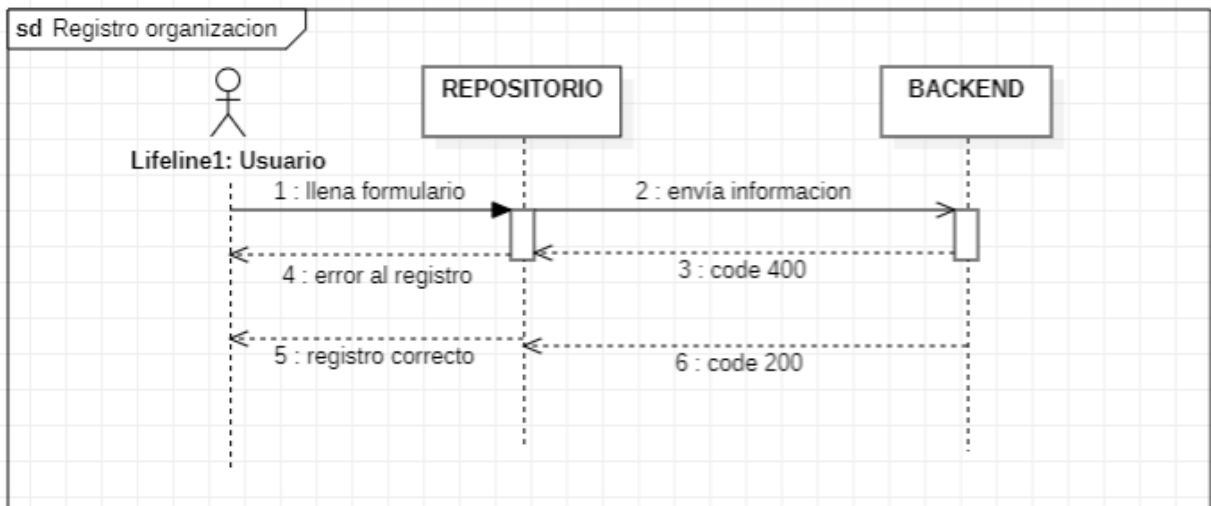 sd Registro organizacion
REPOSITORIO
BACKEND
Lifeline1: Usuario
1 : llena formulario
2 : envía informacion
3 : code 400
4 : error al registro
5 : registro correcto
6 : code 200